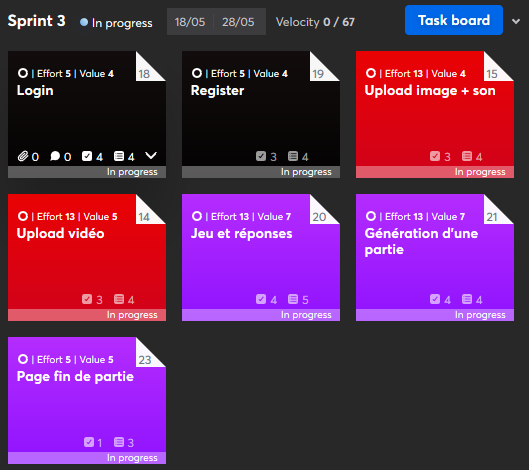 Sprint 3 In progress 18/05 28/05 Velocity 0 / 67 Task board
| Effort 5 | Value 4 18
Login
0 0 4 4
In progress
| Effort 5 | Value 4 19
Register
3 4
In progress
| Effort 13 | Value 4 15
Upload image + son
3 4
In progress
| Effort 13 | Value 5 14
Upload vidéo
3 4
In progress
| Effort 13 | Value 7 20
Jeu et réponses
4 5
In progress
| Effort 13 | Value 7 21
Génération d'une
partie
4 4
In progress
| Effort 5 | Value 5 23
Page fin de partie
1 3
In progress